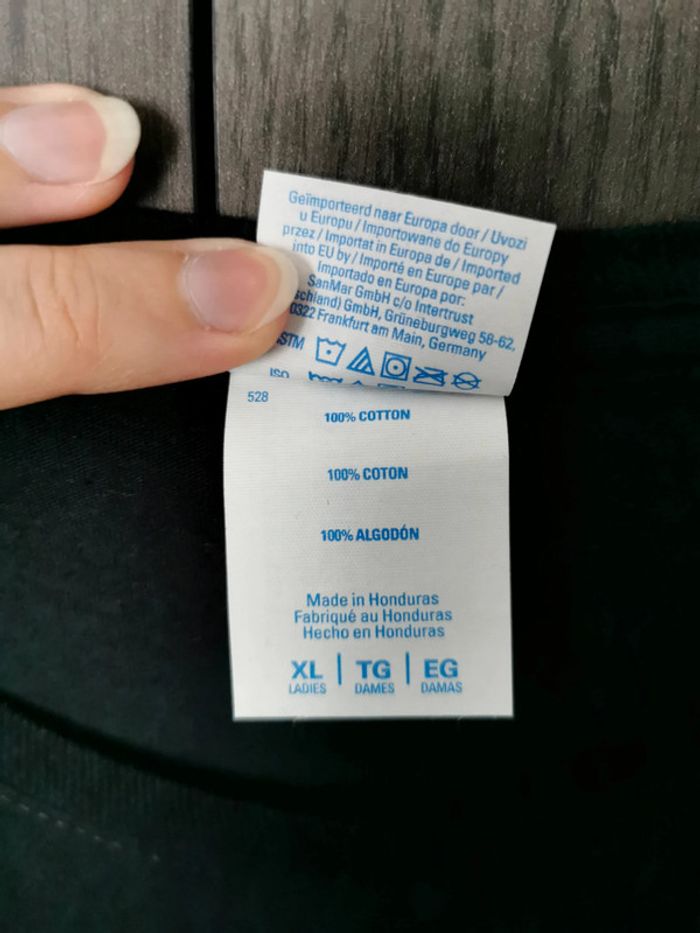 Geïmporteerd naar Europa door / Uvozi
u Europu / Importowane do Europy
przez / Importat in Europa de / Imported
into EU by / Importé en Europe par /
Importado en Europa por:
SanMar GmbH c/o Intertrust
schland) GmbH, Grüneburgweg 58-62,
0322 Frankfurt am Main, Germany
ASTM
ISO
528
100% COTTON
100% COTON
100% ALGODÓN
Made in Honduras
Fabriqué au Honduras
Hecho en Honduras
XL | TG | EG
LADIES DAMES DAMAS